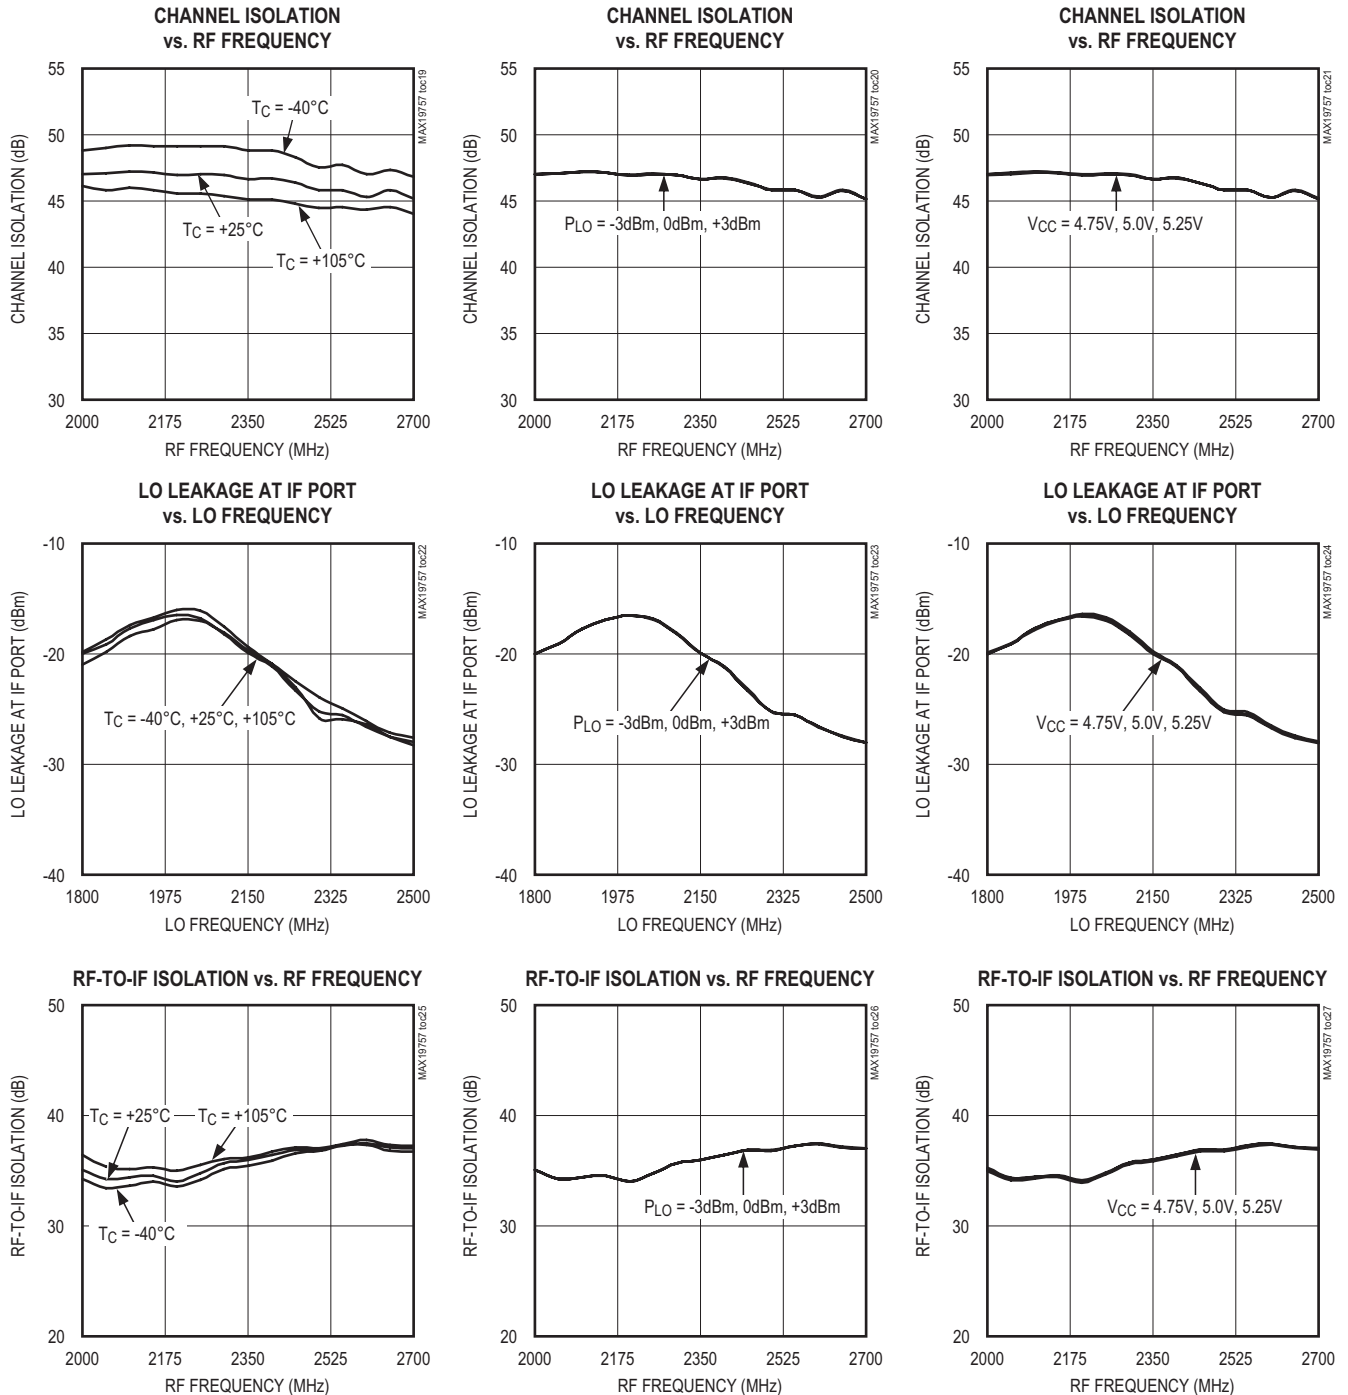 CHANNEL ISOLATION
vs. RF FREQUENCY
CHANNEL ISOLATION (dB)
55
50
45
40
35
30
TC = -40°C
TC = +25°C
TC = +105°C
MAX19757 toc19
2000 2175 2350 2525 2700
RF FREQUENCY (MHz)
CHANNEL ISOLATION
vs. RF FREQUENCY
CHANNEL ISOLATION (dB)
55
50
45
40
35
30
PLO = -3dBm, 0dBm, +3dBm
MAX19757 toc20
2000 2175 2350 2525 2700
RF FREQUENCY (MHz)
CHANNEL ISOLATION
vs. RF FREQUENCY
CHANNEL ISOLATION (dB)
55
50
45
40
35
30
VCC = 4.75V, 5.0V, 5.25V
MAX19757 toc21
2000 2175 2350 2525 2700
RF FREQUENCY (MHz)
LO LEAKAGE AT IF PORT
vs. LO FREQUENCY
LO LEAKAGE AT IF PORT (dBm)
-10
-20
-30
-40
TC = -40°C, +25°C, +105°C
MAX19757 toc22
1800 1975 2150 2325 2500
LO FREQUENCY (MHz)
LO LEAKAGE AT IF PORT
vs. LO FREQUENCY
LO LEAKAGE AT IF PORT (dBm)
-10
-20
-30
-40
PLO = -3dBm, 0dBm, +3dBm
MAX19757 toc23
1800 1975 2150 2325 2500
LO FREQUENCY (MHz)
LO LEAKAGE AT IF PORT
vs. LO FREQUENCY
LO LEAKAGE AT IF PORT (dBm)
-10
-20
-30
-40
VCC = 4.75V, 5.0V, 5.25V
MAX19757 toc24
1800 1975 2150 2325 2500
LO FREQUENCY (MHz)
RF-TO-IF ISOLATION vs. RF FREQUENCY
RF-TO-IF ISOLATION (dB)
50
40
30
20
TC = +25°C
TC = +105°C
TC = -40°C
MAX19757 toc25
2000 2175 2350 2525 2700
RF FREQUENCY (MHz)
RF-TO-IF ISOLATION vs. RF FREQUENCY
RF-TO-IF ISOLATION (dB)
50
40
30
20
PLO = -3dBm, 0dBm, +3dBm
MAX19757 toc26
2000 2175 2350 2525 2700
RF FREQUENCY (MHz)
RF-TO-IF ISOLATION vs. RF FREQUENCY
RF-TO-IF ISOLATION (dB)
50
40
30
20
VCC = 4.75V, 5.0V, 5.25V
MAX19757 toc27
2000 2175 2350 2525 2700
RF FREQUENCY (MHz)